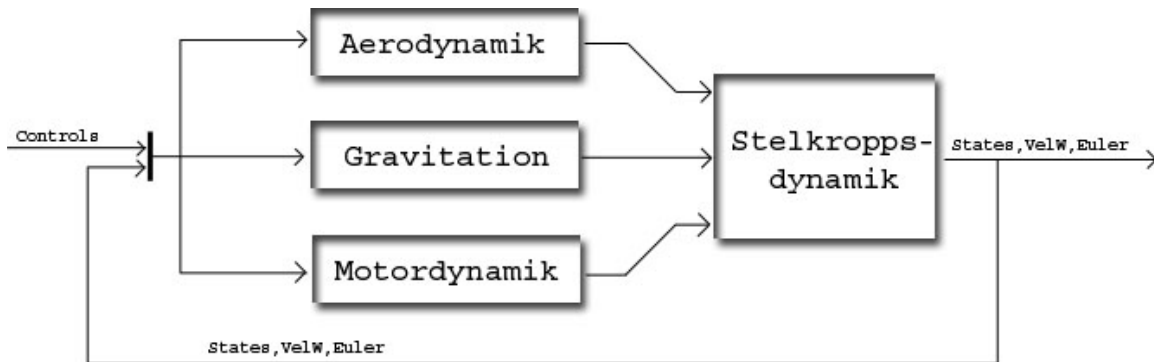 Aerodynamik
Controls
Gravitation
Stelkropps-
dynamik
States,VelW,Euler
Motordynamik
States,VelW,Euler